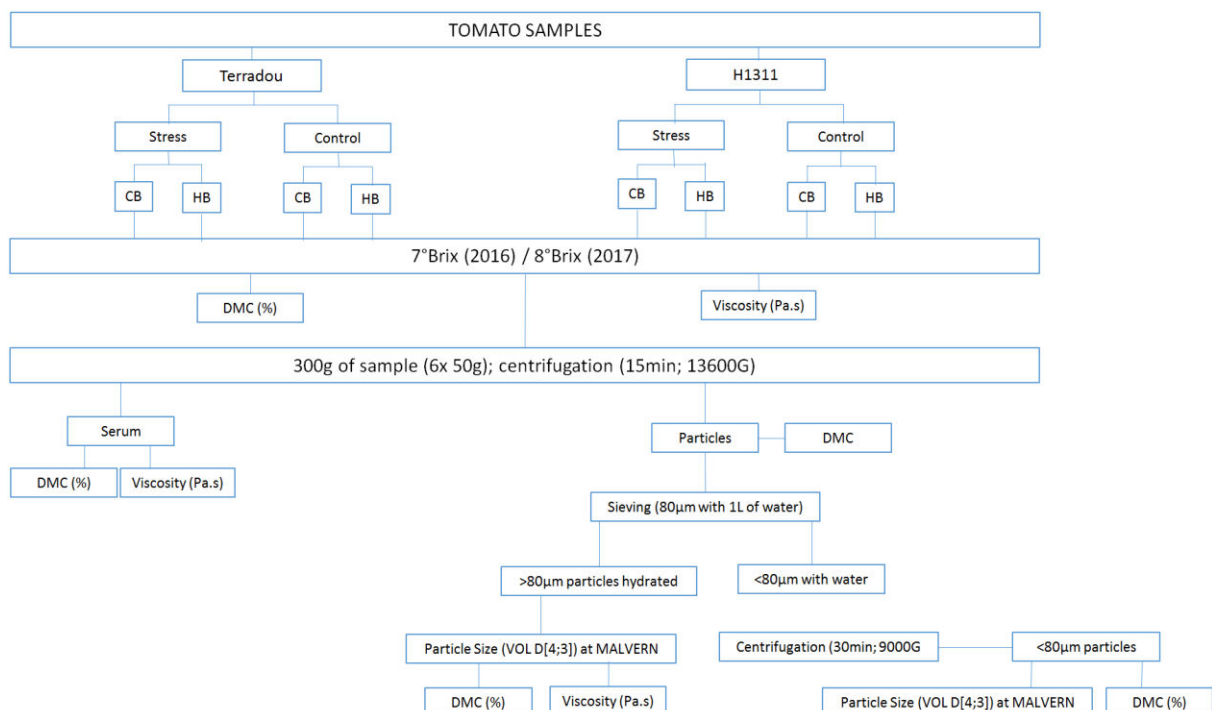 TOMATO SAMPLES
Terradou
H1311
Stress
Control
Stress
Control
CB
HB
CB
HB
CB
HB
CB
HB
7°Brix (2016) / 8°Brix (2017)
DMC (%)
Viscosity (Pa.s)
300g of sample (6x 50g); centrifugation (15min; 13600G)
Serum
Particles
DMC
DMC (%)
Viscosity (Pa.s)
Sieving (80µm with 1L of water)
>80µm particles hydrated
<80µm with water
Particle Size (VOL D[4;3]) at MALVERN
Centrifugation (30min; 9000G
<80µm particles
DMC (%)
Viscosity (Pa.s)
Particle Size (VOL D[4;3]) at MALVERN
DMC (%)